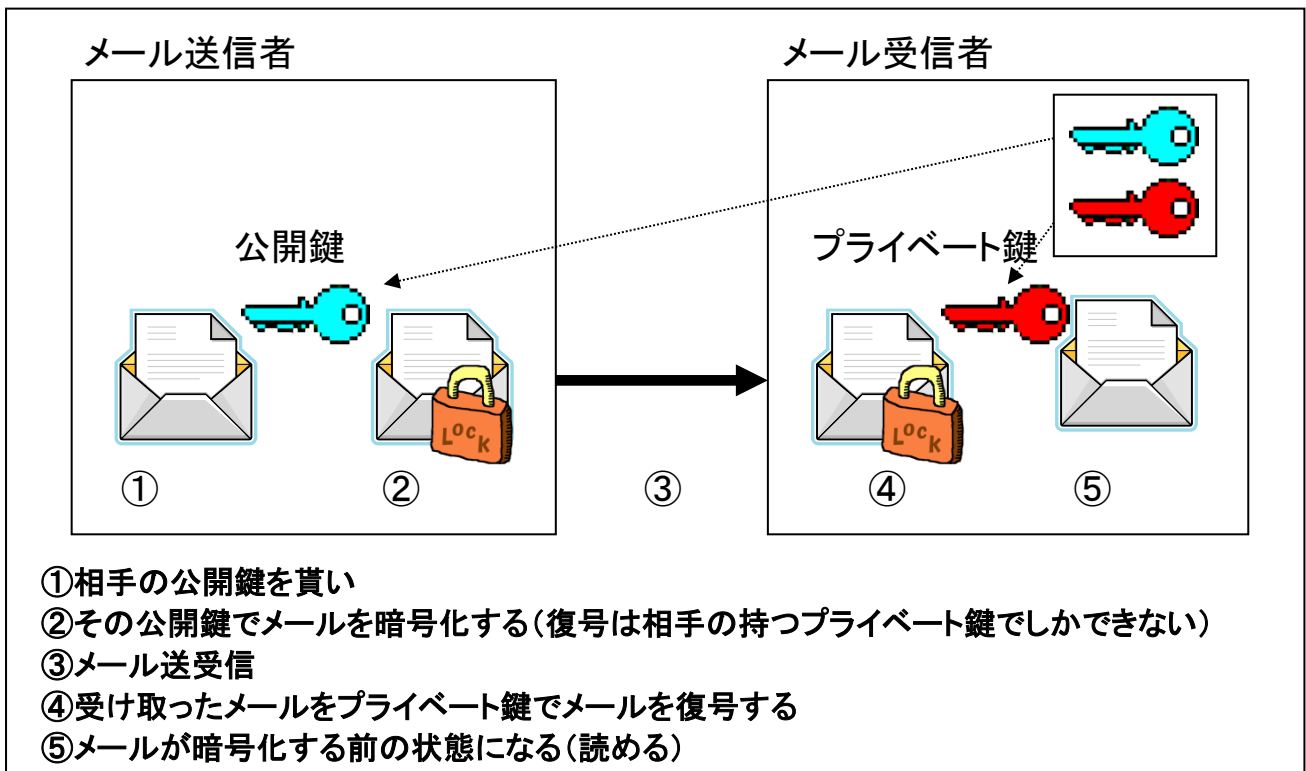 メール送信者
メール受信者
公開鍵
プライベート鍵
LOCK
LOCK
①
②
③
④
⑤
①相手の公開鍵を貰い
②その公開鍵でメールを暗号化する（復号は相手の持つプライベート鍵でしかできない）
③メール送受信
④受け取ったメールをプライベート鍵でメールを復号する
⑤メールが暗号化する前の状態になる（読める）